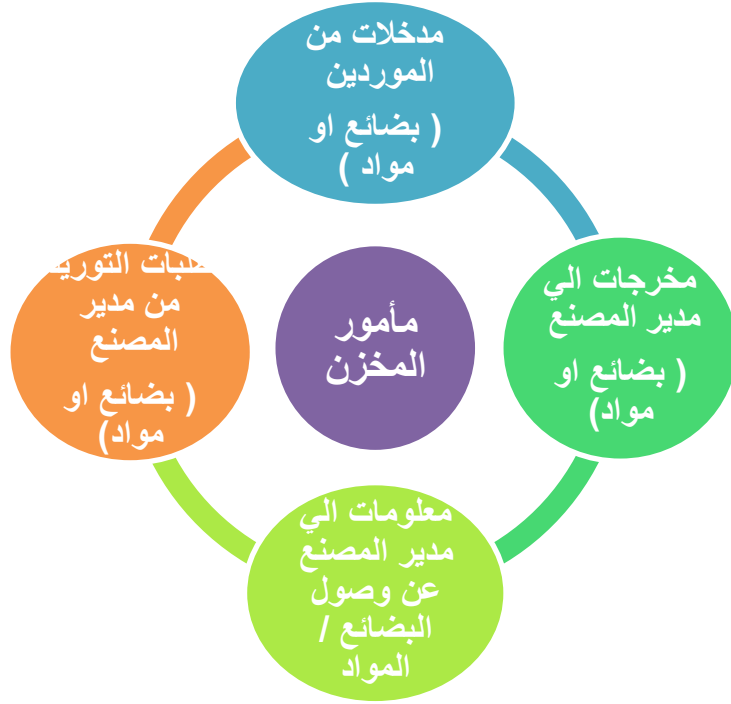 مدخلات من
الموردين
( بضائع او
مواد )
مخرجات الي
مدير المصنع
( بضائع او
مواد)
معلومات الي
مدير المصنع
عن وصول
البضائع /
المواد
من مدير
المصنع
( بضائع او
مواد)
مأمور
المخزن